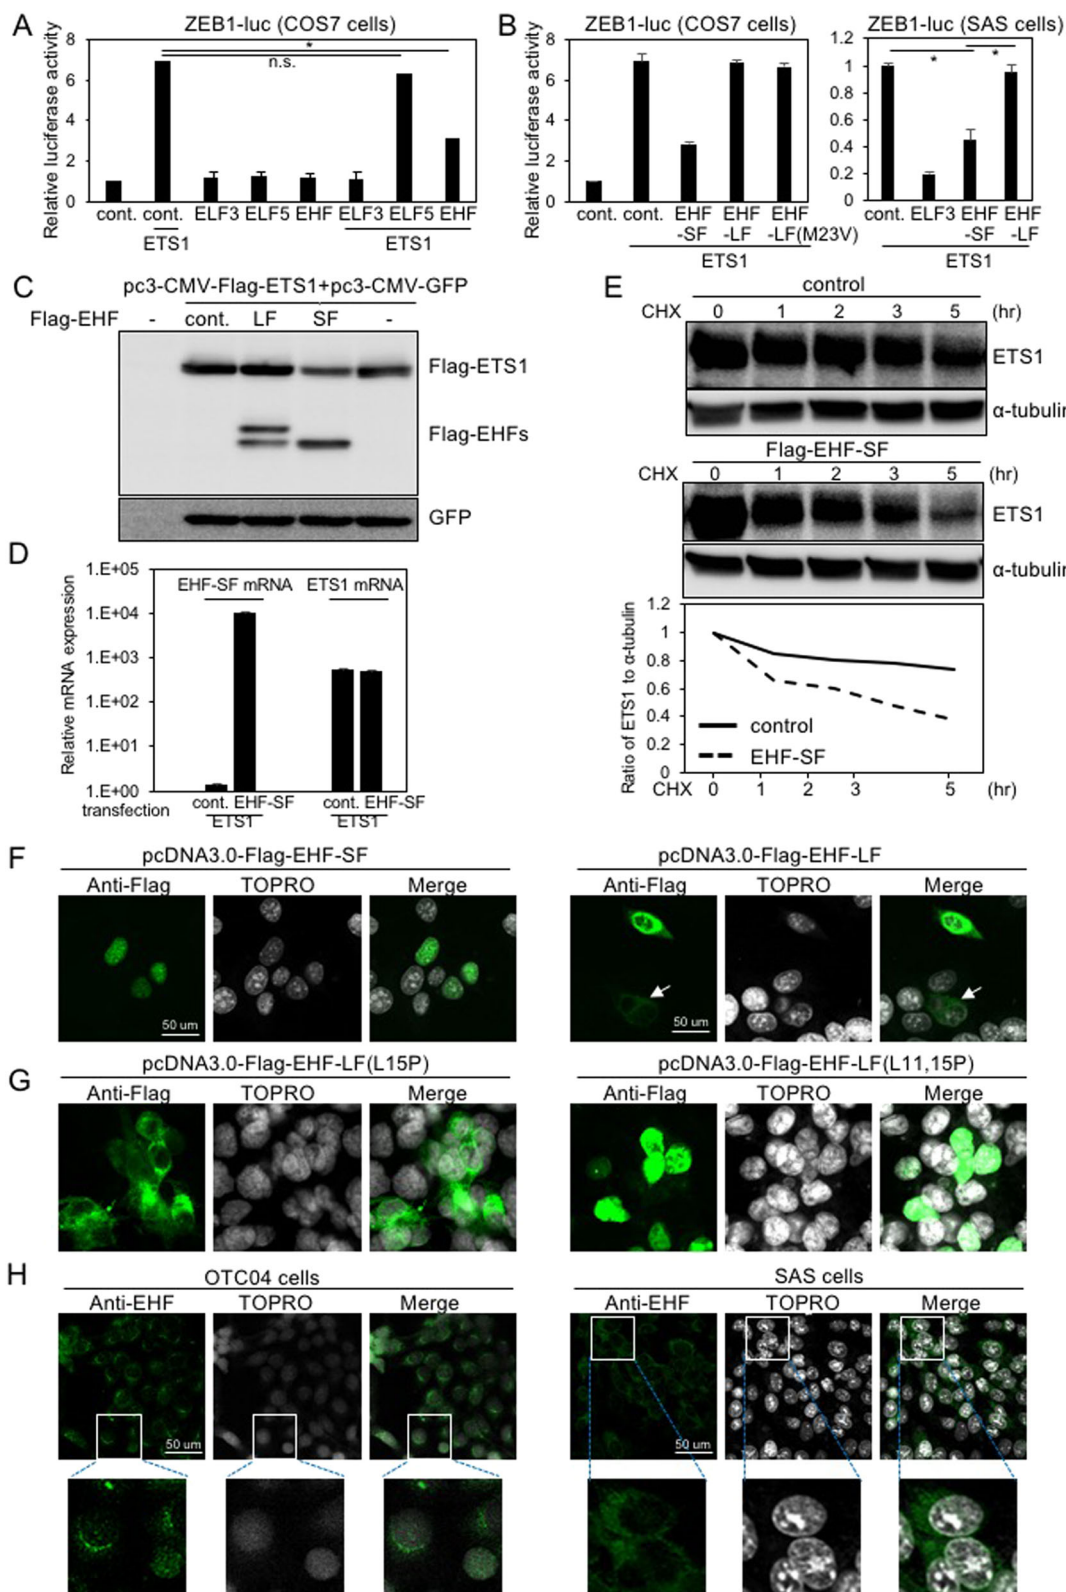 A
ZEB1-luc (COS7 cells)
Relative luciferase activity
8
6
4
2
0
*
n.s.
cont. cont. ELF3 ELF5 EHF ELF3 ELF5 EHF
ETS1 ETS1
B
ZEB1-luc (COS7 cells)
Relative luciferase activity
8
6
4
2
0
cont. cont. EHF EHF EHF
-SF -LF -LF(M23V)
ETS1
ZEB1-luc (SAS cells)
1.2
1
0.8
0.6
0.4
0.2
0
* *
cont. ELF3 EHF EHF
-SF -LF
ETS1
C
pc3-CMV-Flag-ETS1+pc3-CMV-GFP
Flag-EHF - cont. LF SF -
Flag-ETS1
Flag-EHFs
GFP
D
Relative mRNA expression
1.E+05
1.E+04
1.E+03
1.E+02
1.E+01
1.E+00
EHF-SF mRNA ETS1 mRNA
transfection cont. EHF-SF cont. EHF-SF
ETS1 ETS1
E
control
CHX 0 1 2 3 5 (hr)
ETS1
α-tubulin
Flag-EHF-SF
CHX 0 1 2 3 5 (hr)
ETS1
α-tubulin
Ratio of ETS1 to α-tubulin
1.2
1
0.8
0.6
0.4
0.2
0
control
EHF-SF
CHX 0 1 2 3 5 (hr)
F
pcDNA3.0-Flag-EHF-SF
Anti-Flag TOPRO Merge
50 um
pcDNA3.0-Flag-EHF-LF
Anti-Flag TOPRO Merge
50 um
G
pcDNA3.0-Flag-EHF-LF(L15P)
Anti-Flag TOPRO Merge
pcDNA3.0-Flag-EHF-LF(L11,15P)
Anti-Flag TOPRO Merge
H
OTC04 cells
Anti-EHF TOPRO Merge
50 um
SAS cells
Anti-EHF TOPRO Merge
50 um